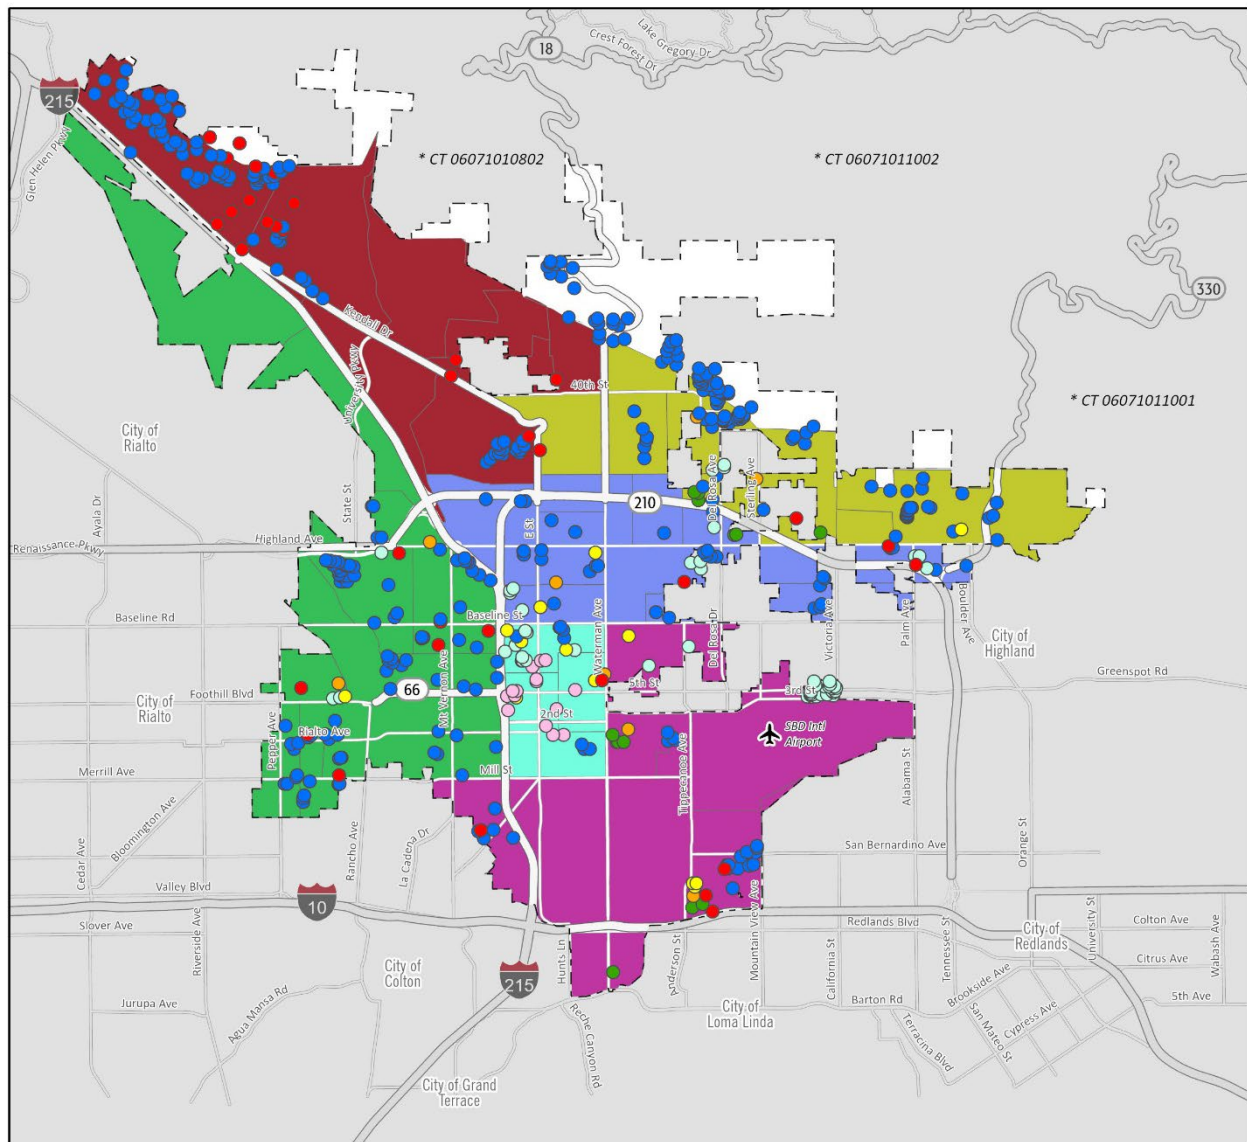 18
Lake Gregory Dr
Crest Forest Dr
215
Glen Helen Pkwy
* CT 06071010802
* CT 06071011002
330
Kendall Dr
University Pkwy
40th St
* CT 06071011001
City of
Rialto
Ayala Dr
State St
Del Rosa Ave
Sterling Ave
210
E St
Renaissance Pkwy
Highland Ave
Baseline Rd
Baseline St
Waterman Ave
Del Rosa Dr
Victoria Ave
Palm Ave
Boulder Ave
City of
Highland
Mt Vernon Ave
City of
Rialto
Foothill Blvd
66
5th St
3rd St
Greenspot Rd
2nd St
Pepper Ave
Rialto Ave
SBD Intl
Airport
Merrill Ave
Mill St
Tippecanoe Ave
Alabama St
Cedar Ave
Bloomington Ave
Rancho Ave
La Cadena Dr
San Bernardino Ave
Orange St
Valley Blvd
10
Mountain View Ave
Slover Ave
Riverside Ave
Redlands Blvd
Colton Ave
City of
Redlands
University St
Wabash Ave
Hunts Ln
Anderson St
California St
Tennessee St
Citrus Ave
City of
Colton
215
Brookside Ave
Jurupa Ave
Agua Mansa Rd
Reche Canyon Rd
City of
Loma Linda
Barton Rd
Terracina Blvd
San Mateo St
Cypress Ave
5th Ave
City of Grand
Terrace